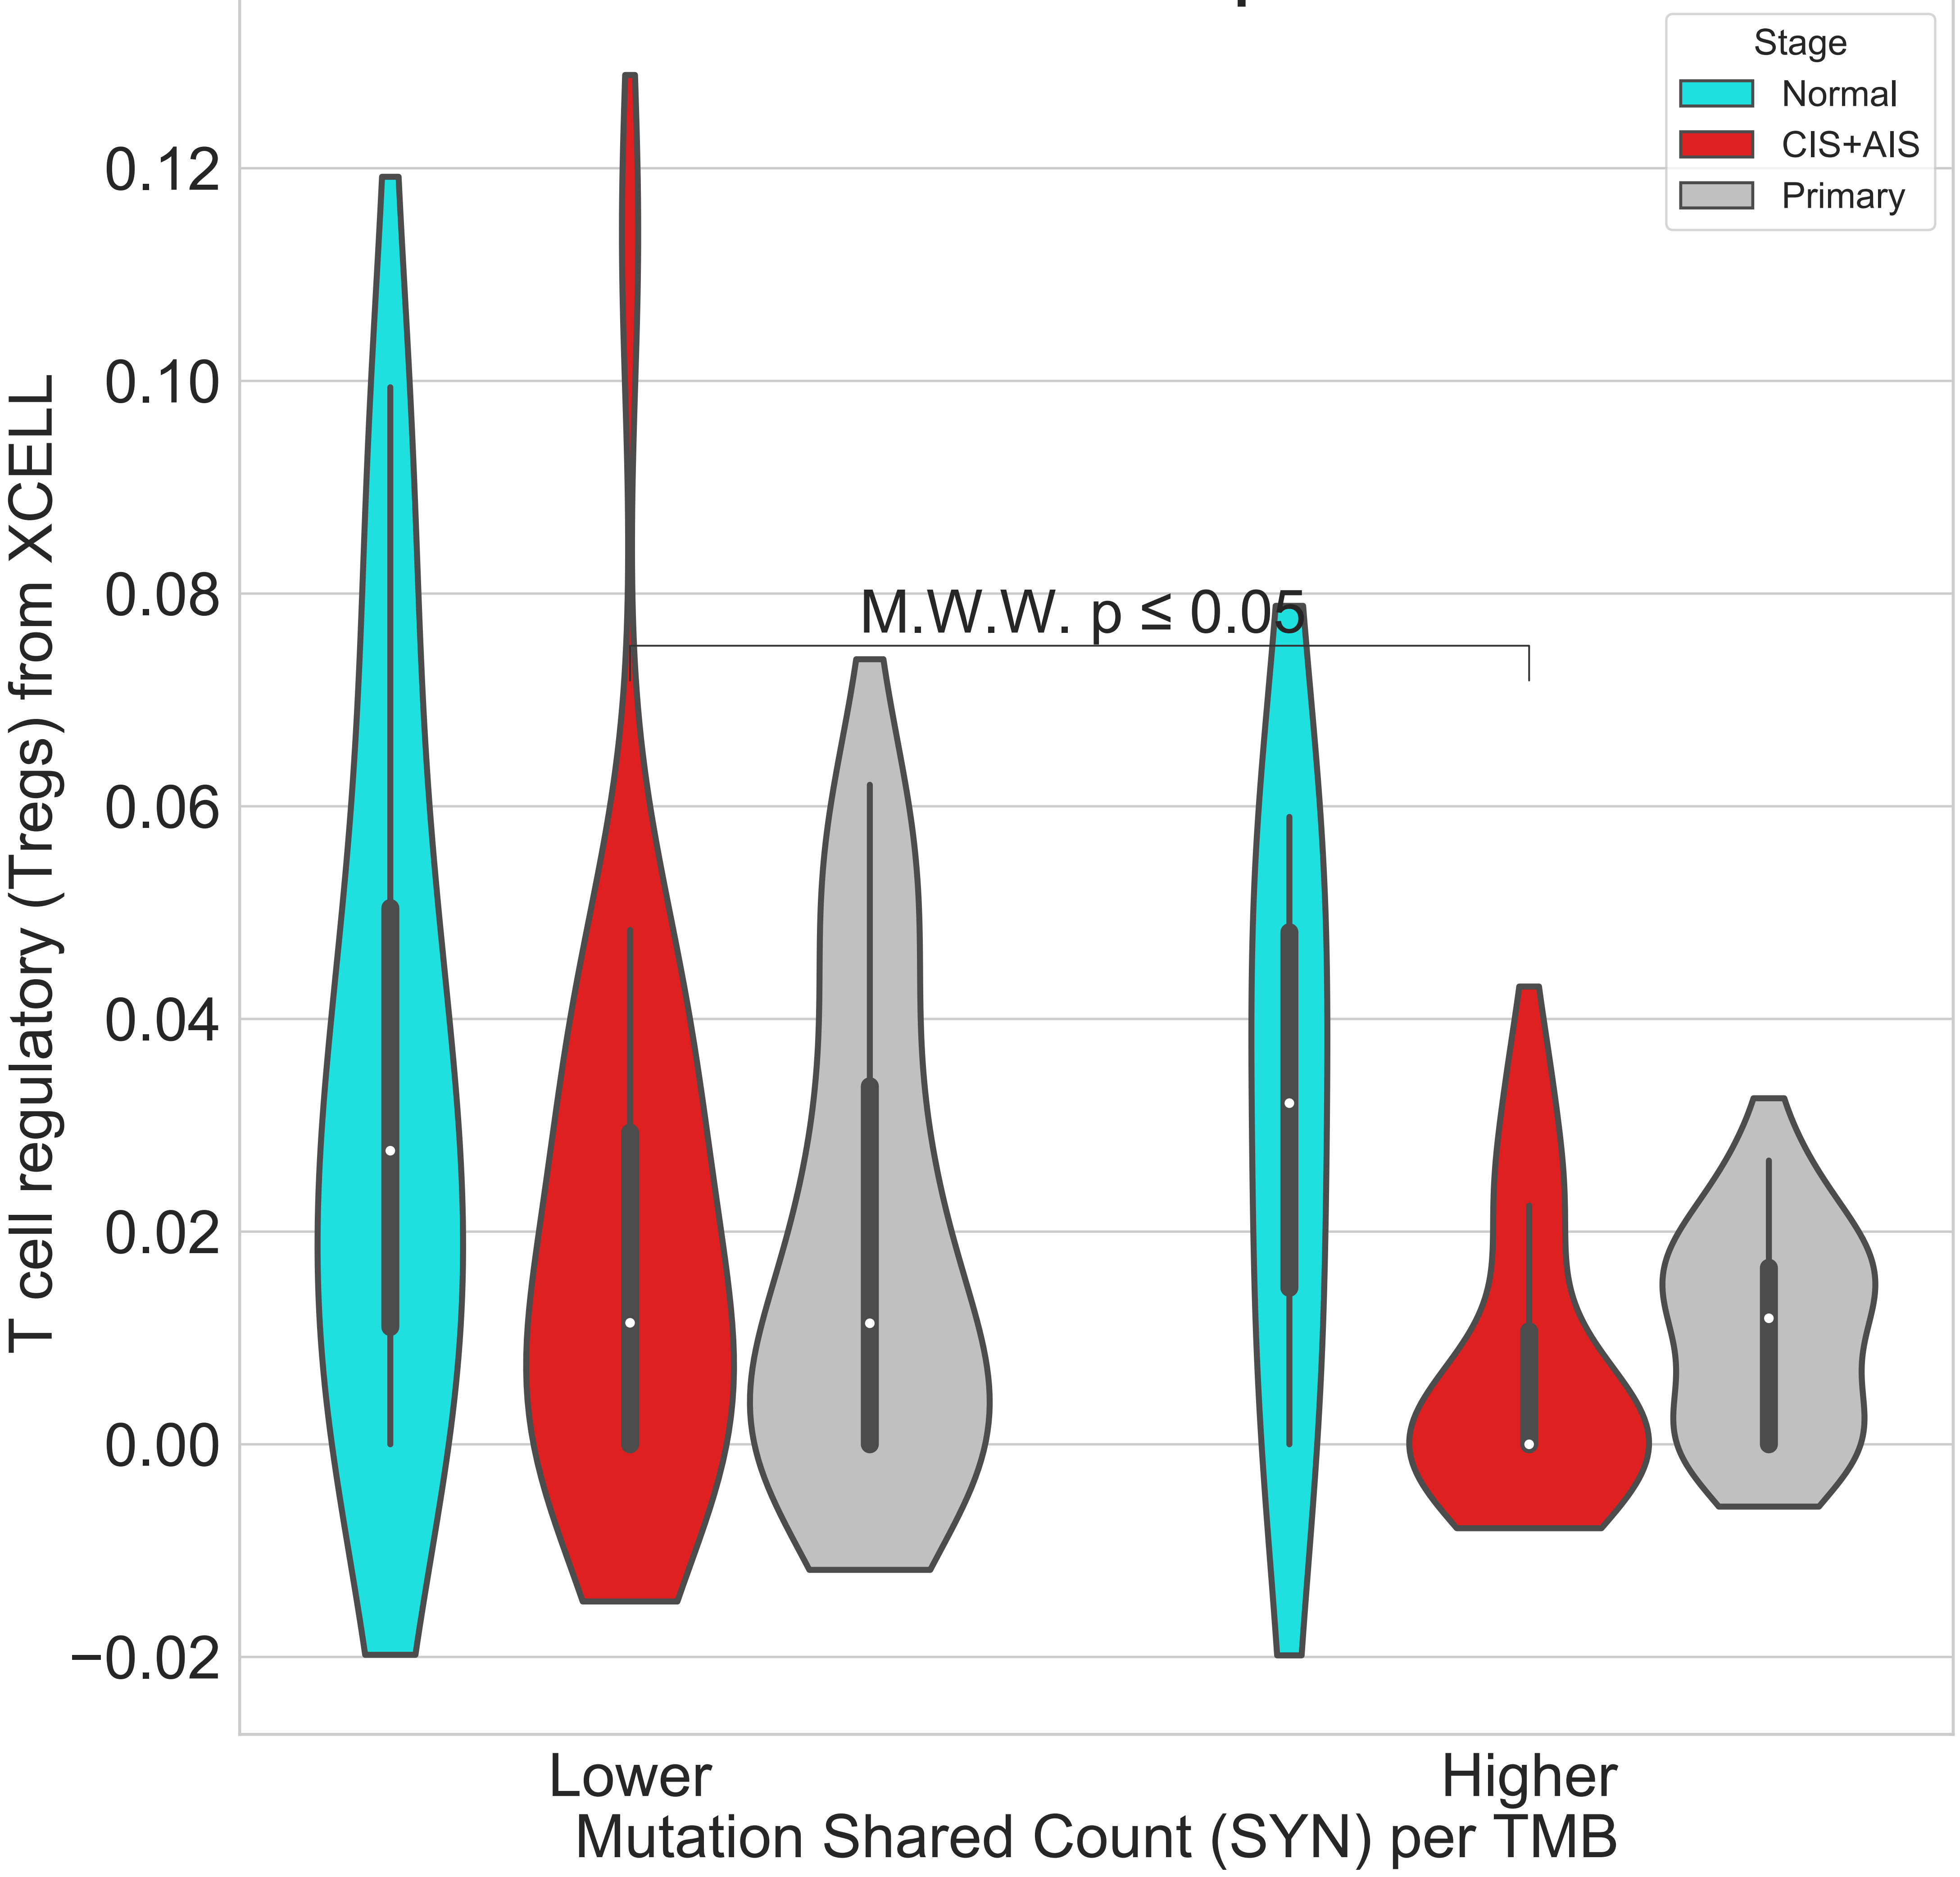 Stage
Normal
CIS+AIS
Primary
T cell regulatory (Tregs) from XCELL
0.12
0.10
0.08
0.06
0.04
0.02
0.00
−0.02
M.W.W. p ≤ 0.05
Lower
Higher
Mutation Shared Count (SYN) per TMB